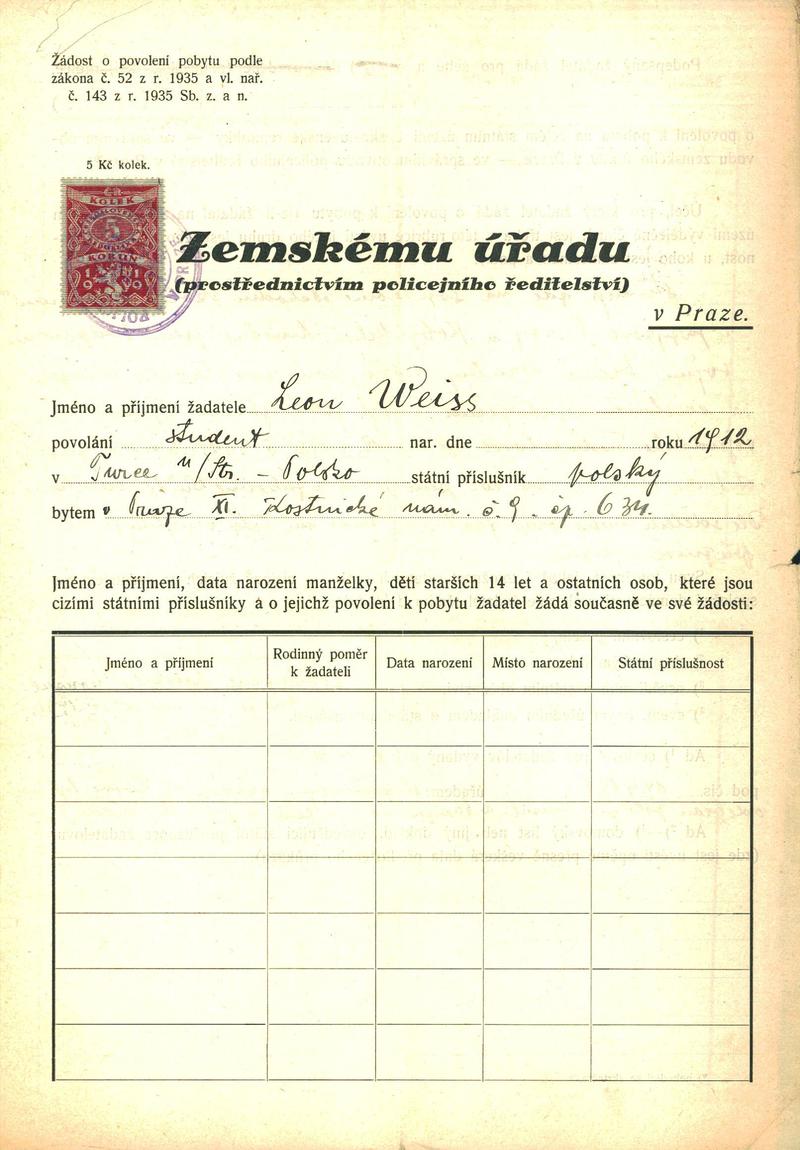 Žádost o povolení pobytu podle
zákona č. 52 z r. 1935 a vl. nař.
č. 143 z r. 1935 Sb. z. a n.
5 Kč kolek.
KOLEK
5
KORUN
1919
Zemskému úřadu
(prostřednictvím policejního ředitelství)
v Praze.
Jméno a příjmení žadatele Leon Weiss
povolání student nar. dne roku 1912
v Turce n/Str. - Polsko státní příslušník polský
bytem v Praze XI. Kostnické nám. č. 9. čp. 634.
Jméno a příjmení, data narození manželky, dětí starších 14 let a ostatních osob, které jsou
cizími státními příslušníky a o jejichž povolení k pobytu žadatel žádá současně ve své žádosti:
Jméno a příjmení
Rodinný poměr
k žadateli
Data narození
Místo narození
Státní příslušnost